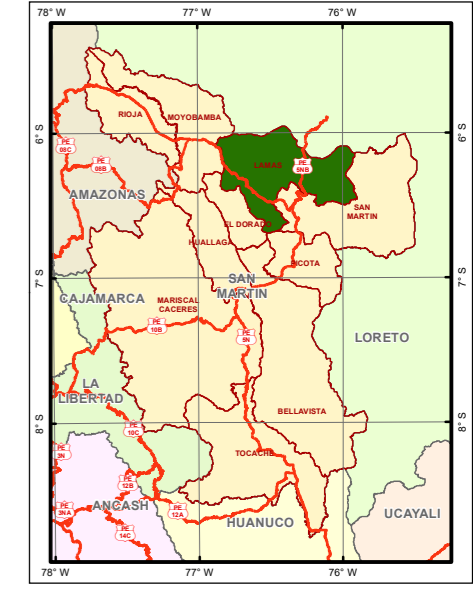 78° W
77° W
76° W
6° S
6° S
RIOJA
MOYOBAMBA
PE
08C
PE
08B
LAMAS
PE
5NB
AMAZONAS
SAN
MARTIN
EL DORADO
HUALLAGA
PICOTA
7° S
7° S
SAN
MARTIN
CAJAMARCA
MARISCAL
CACERES
PE
10B
PE
5N
LORETO
LA
LIBERTAD
BELLAVISTA
8° S
8° S
PE
10C
PE
3N
TOCACHE
PE
12B
PE
3NA
ANCASH
PE
12A
HUANUCO
UCAYALI
PE
14C
78° W
77° W
76° W